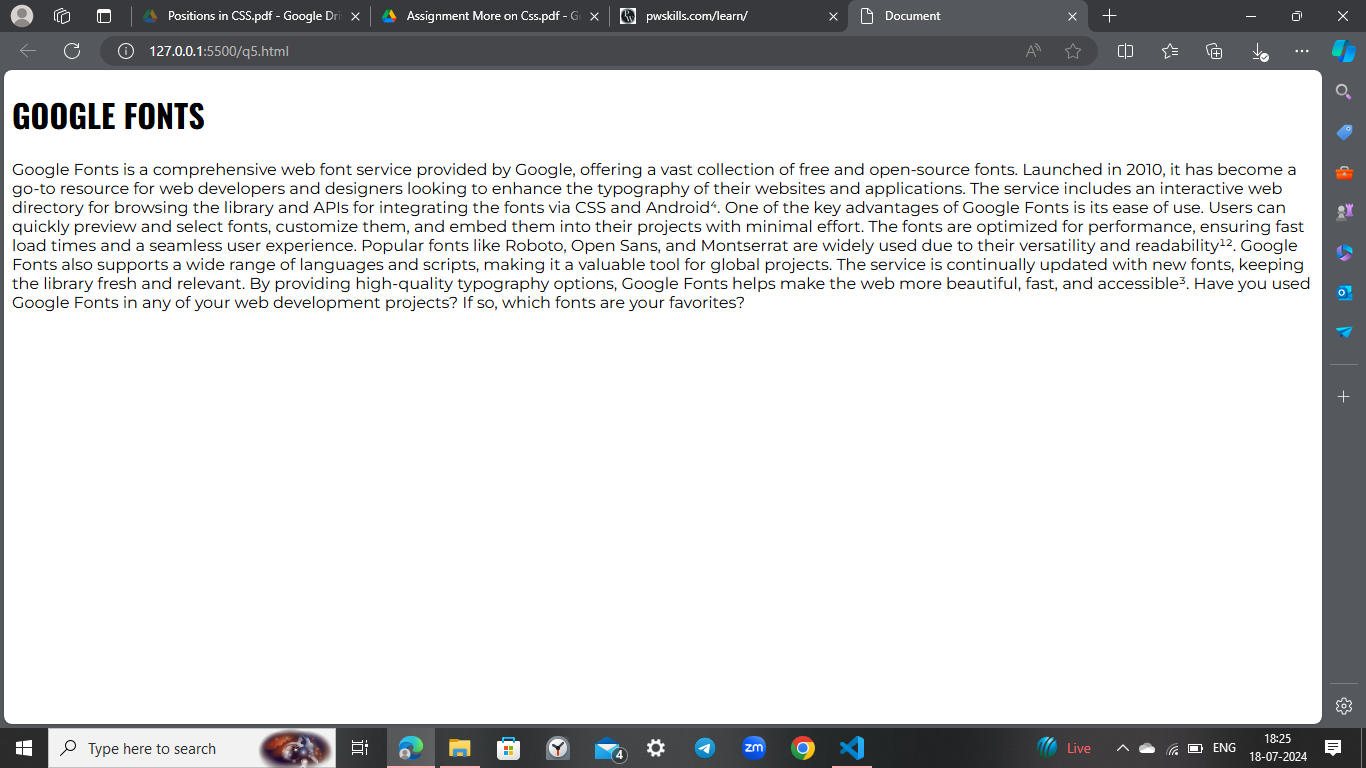 Positions in CSS.pdf - Google Dri
Assignment More on Css.pdf - G
pwskills.com/learn/
Document
127.0.0.1:5500/q5.html
GOOGLE FONTS
Google Fonts is a comprehensive web font service provided by Google, offering a vast collection of free and open-source fonts. Launched in 2010, it has become a
go-to resource for web developers and designers looking to enhance the typography of their websites and applications. The service includes an interactive web
directory for browsing the library and APIs for integrating the fonts via CSS and Android⁴. One of the key advantages of Google Fonts is its ease of use. Users can
quickly preview and select fonts, customize them, and embed them into their projects with minimal effort. The fonts are optimized for performance, ensuring fast
load times and a seamless user experience. Popular fonts like Roboto, Open Sans, and Montserrat are widely used due to their versatility and readability¹². Google
Fonts also supports a wide range of languages and scripts, making it a valuable tool for global projects. The service is continually updated with new fonts, keeping
the library fresh and relevant. By providing high-quality typography options, Google Fonts helps make the web more beautiful, fast, and accessible³. Have you used
Google Fonts in any of your web development projects? If so, which fonts are your favorites?
Type here to search
4
zm
Live
ENG
18:25
18-07-2024